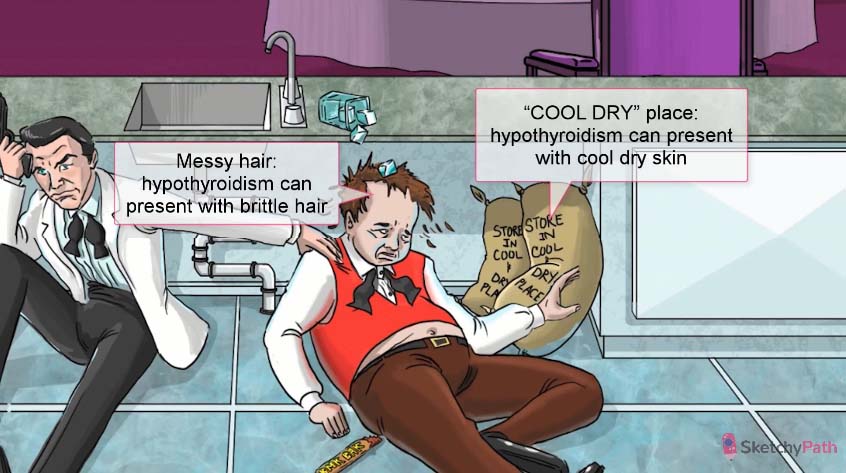 “COOL DRY” place:
hypothyroidism can present
with cool dry skin
Messy hair:
hypothyroidism can
present with brittle hair
STORE
IN
COOL
&
DRY
PLA
STORE
IN
COOL
&
DRY
PLACE
SketchyPath